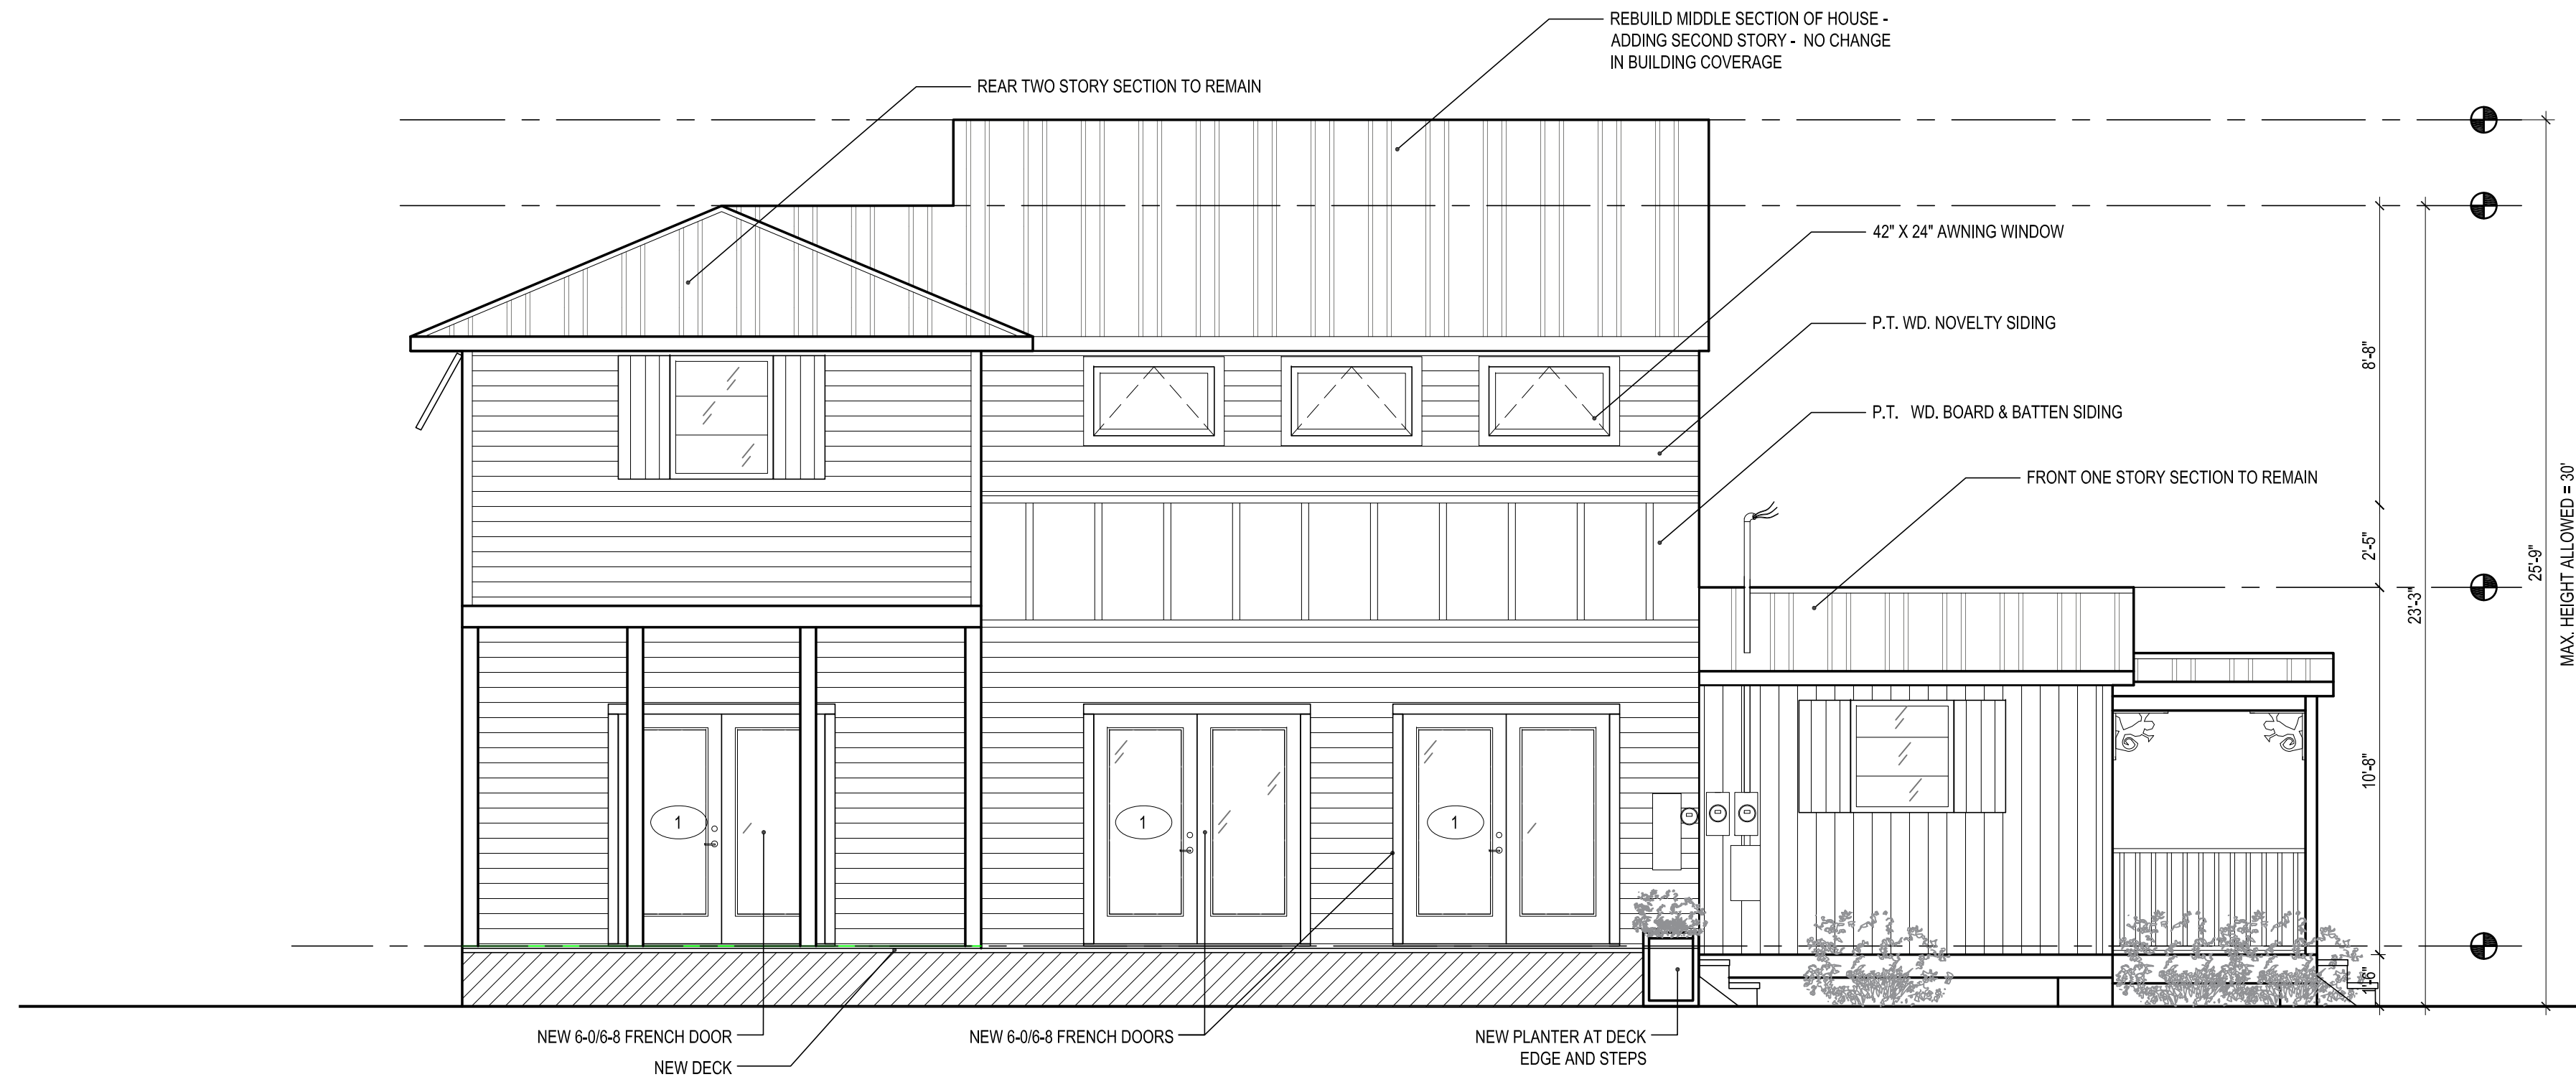 REBUILD MIDDLE SECTION OF HOUSE -
ADDING SECOND STORY - NO CHANGE
IN BUILDING COVERAGE
REAR TWO STORY SECTION TO REMAIN
42" X 24" AWNING WINDOW
P.T. WD. NOVELTY SIDING
P.T. WD. BOARD & BATTEN SIDING
FRONT ONE STORY SECTION TO REMAIN
8'-8"
2'-5"
10'-8"
1'-6"
23'-3"
25'-9"
MAX. HEIGHT ALLOWED = 30'
1
1
1
NEW 6-0/6-8 FRENCH DOOR
NEW DECK
NEW 6-0/6-8 FRENCH DOORS
NEW PLANTER AT DECK
EDGE AND STEPS